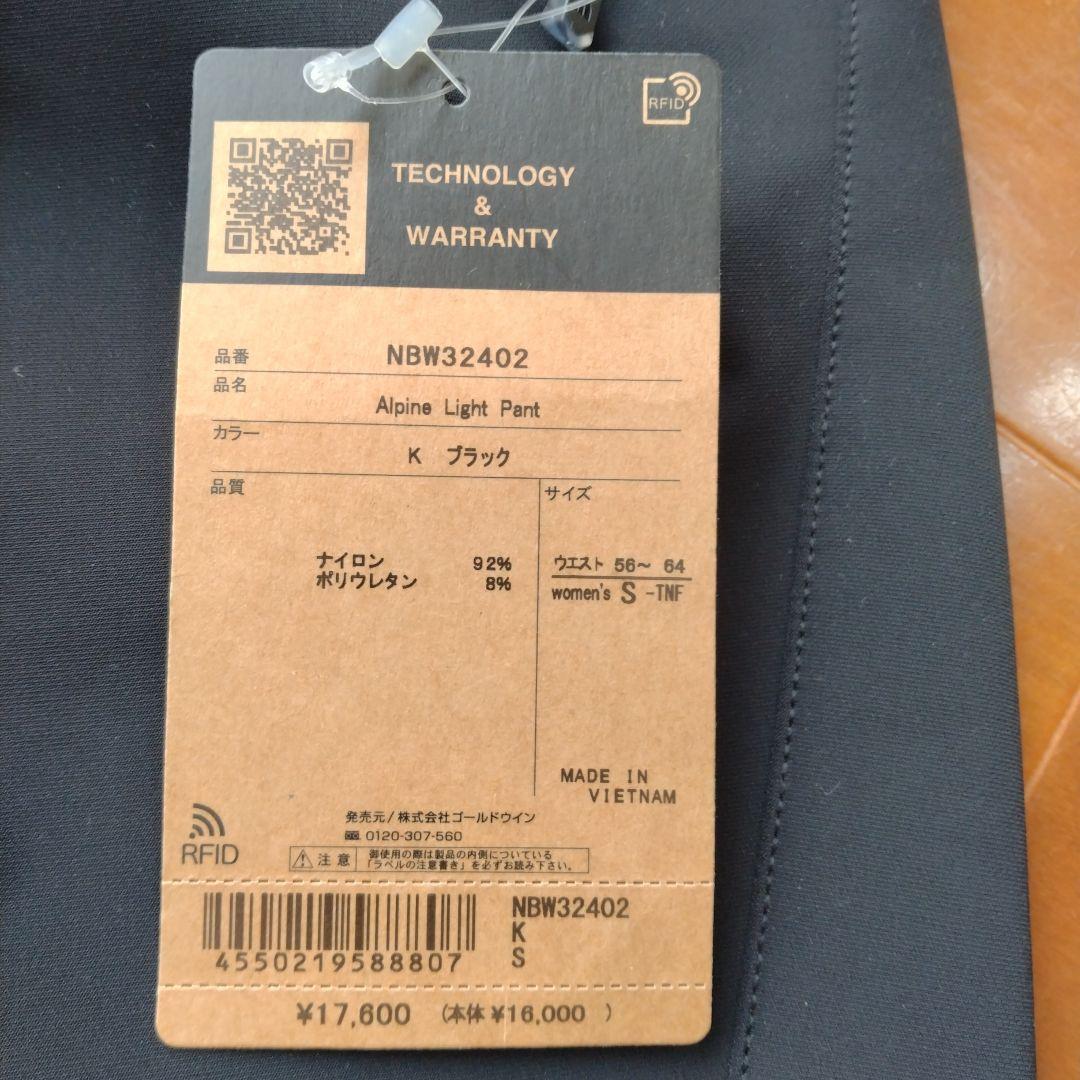 RFID
TECHNOLOGY
&
WARRANTY
品番 NBW32402
品名
Alpine Light Pant
カラー
K ブラック
品質
サイズ
ナイロン 92%
ポリウレタン 8%
ウエスト 56~ 64
women's S -TNF
MADE IN
VIETNAM
発売元/株式会社ゴールドウイン
0120-307-560
RFID
注意
御使用の際は製品の内側についている
「ラベルの注意書き」を必ずお読み下さい。
NBW32402
K
S
4550219588807
¥17,600 (本体 ¥16,000 )